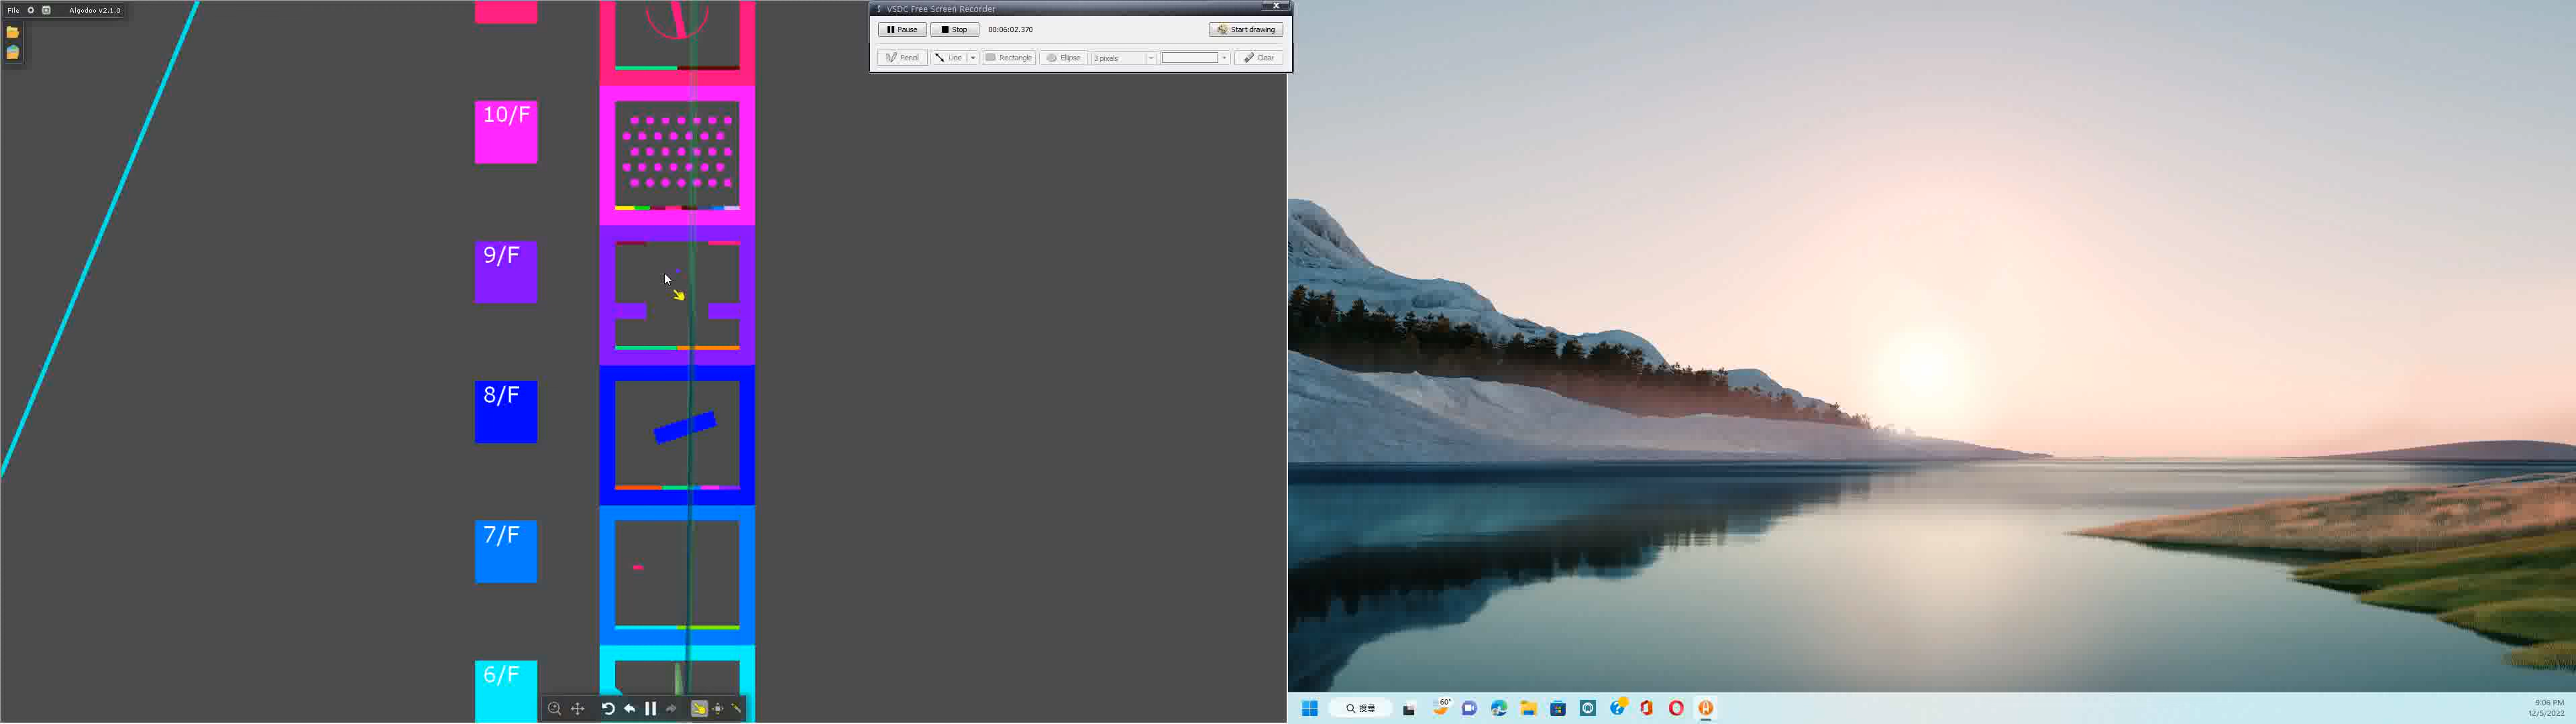 File
Algodoo v2.1.0
VSDC Free Screen Recorder
Pause
Stop
00:06:02.370
Start drawing
Pencil
Line
Rectangle
Ellipse
3 pixels
Clear
10/F
9/F
8/F
7/F
6/F
搜尋
60°
9:06 PM
12/5/2022